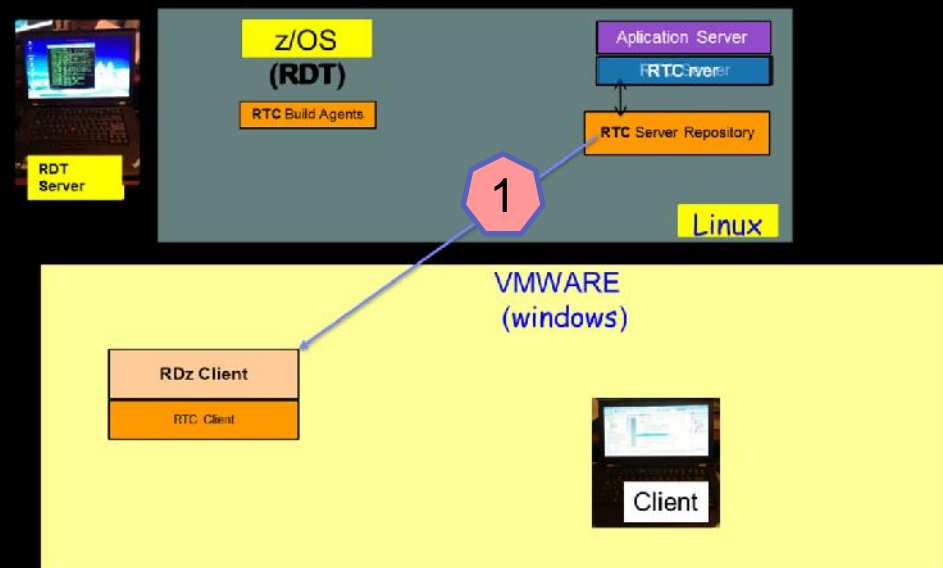 z/OS
(RDT)
RTC Build Agents
Aplication Server
RTC
RTC Server Repository
RDT
Server
1
Linux
VMWARE
(windows)
RDz Client
RTC Client
Client